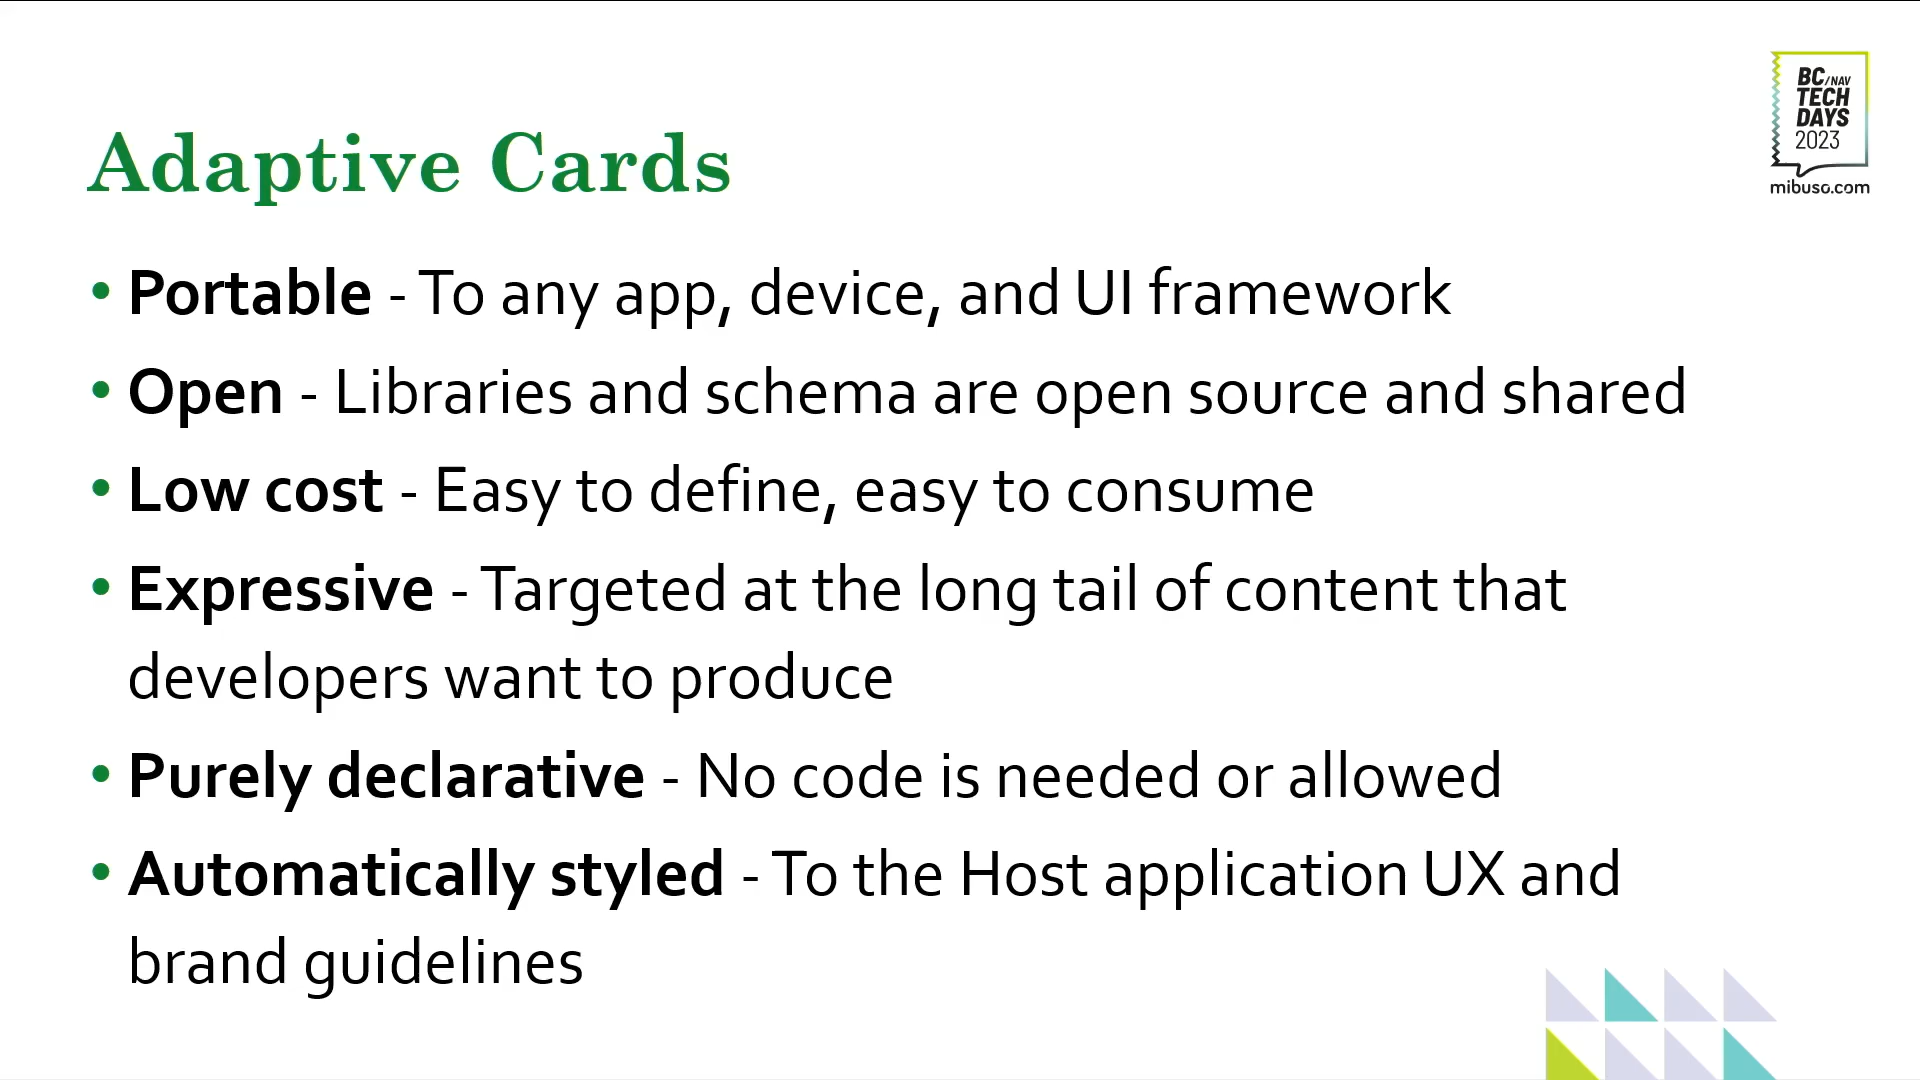 BC/NAV
TECH
DAYS
2023
mibuso.com
Adaptive Cards
• Portable - To any app, device, and UI framework
• Open - Libraries and schema are open source and shared
• Low cost - Easy to define, easy to consume
• Expressive - Targeted at the long tail of content that
developers want to produce
• Purely declarative - No code is needed or allowed
• Automatically styled - To the Host application UX and
brand guidelines